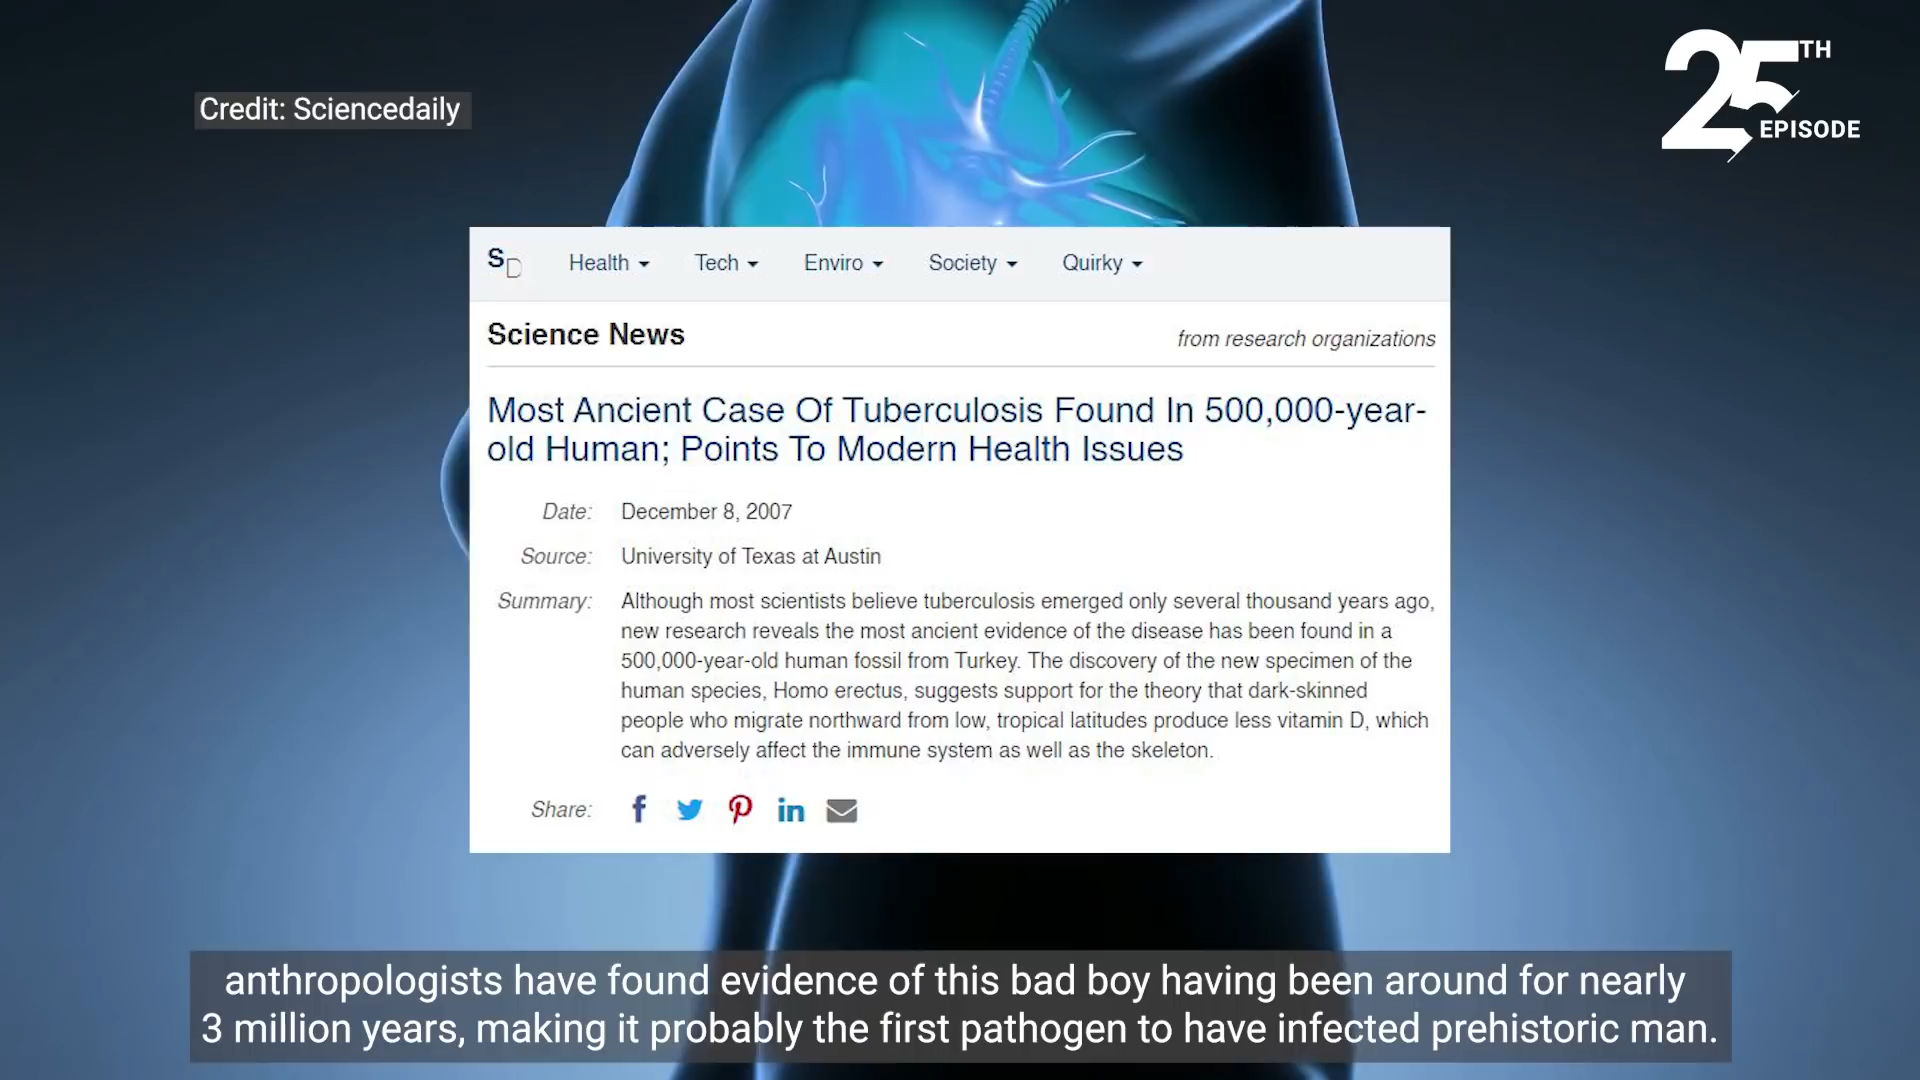 Credit: Sciencedaily
25TH
EPISODE
SD
Health Tech Enviro Society Quirky
Science News
from research organizations
Most Ancient Case Of Tuberculosis Found In 500,000-year-
old Human; Points To Modern Health Issues
Date: December 8, 2007
Source: University of Texas at Austin
Summary: Although most scientists believe tuberculosis emerged only several thousand years ago,
new research reveals the most ancient evidence of the disease has been found in a
500,000-year-old human fossil from Turkey. The discovery of the new specimen of the
human species, Homo erectus, suggests support for the theory that dark-skinned
people who migrate northward from low, tropical latitudes produce less vitamin D, which
can adversely affect the immune system as well as the skeleton.
Share: f in
anthropologists have found evidence of this bad boy having been around for nearly
3 million years, making it probably the first pathogen to have infected prehistoric man.